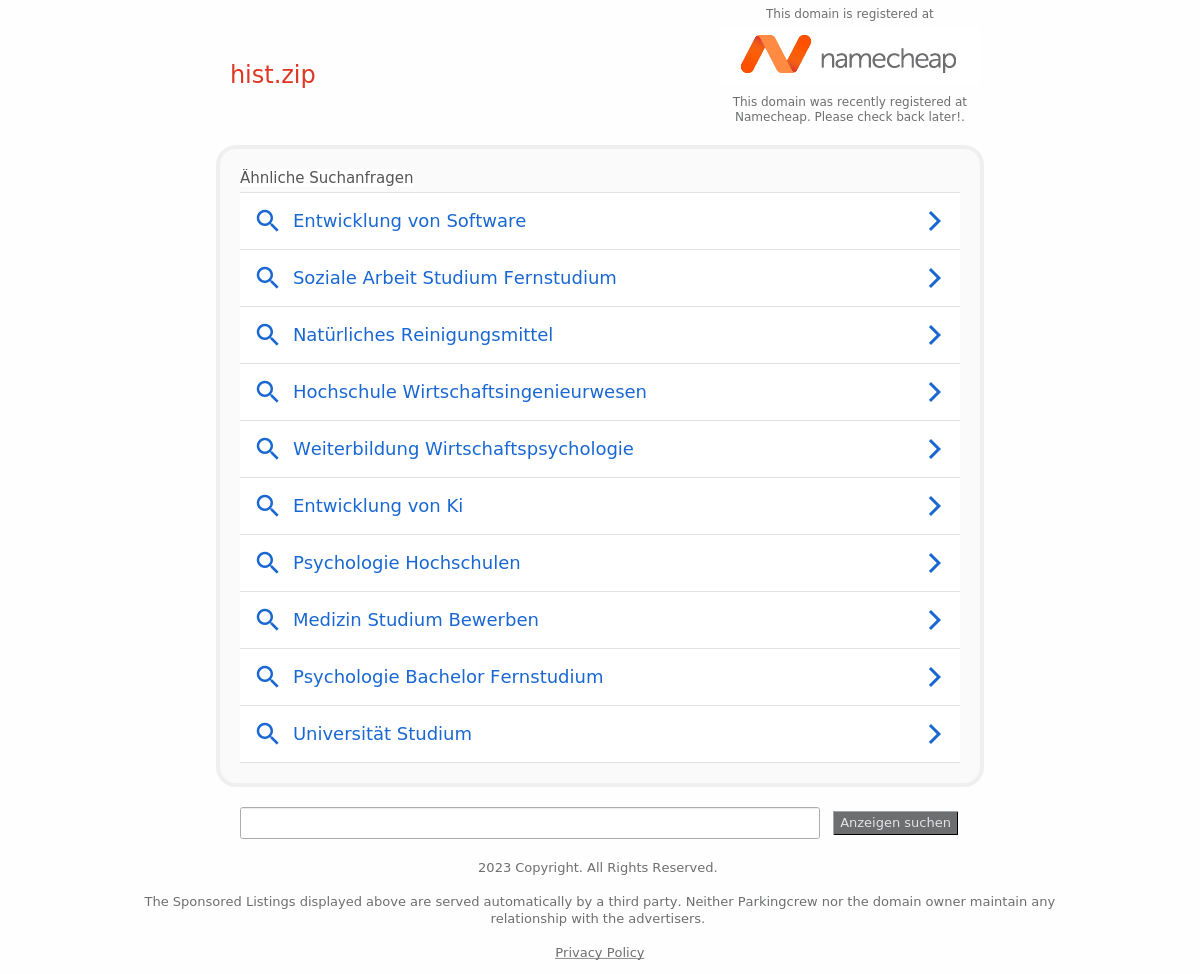 This domain is registered at
namecheap
hist.zip
This domain was recently registered at
Namecheap. Please check back later!.
Ähnliche Suchanfragen
Entwicklung von Software
Soziale Arbeit Studium Fernstudium
Natürliches Reinigungsmittel
Hochschule Wirtschaftsingenieurwesen
Weiterbildung Wirtschaftspsychologie
Entwicklung von Ki
Psychologie Hochschulen
Medizin Studium Bewerben
Psychologie Bachelor Fernstudium
Universität Studium
Anzeigen suchen
2023 Copyright. All Rights Reserved.
The Sponsored Listings displayed above are served automatically by a third party. Neither Parkingcrew nor the domain owner maintain any
relationship with the advertisers.
Privacy Policy